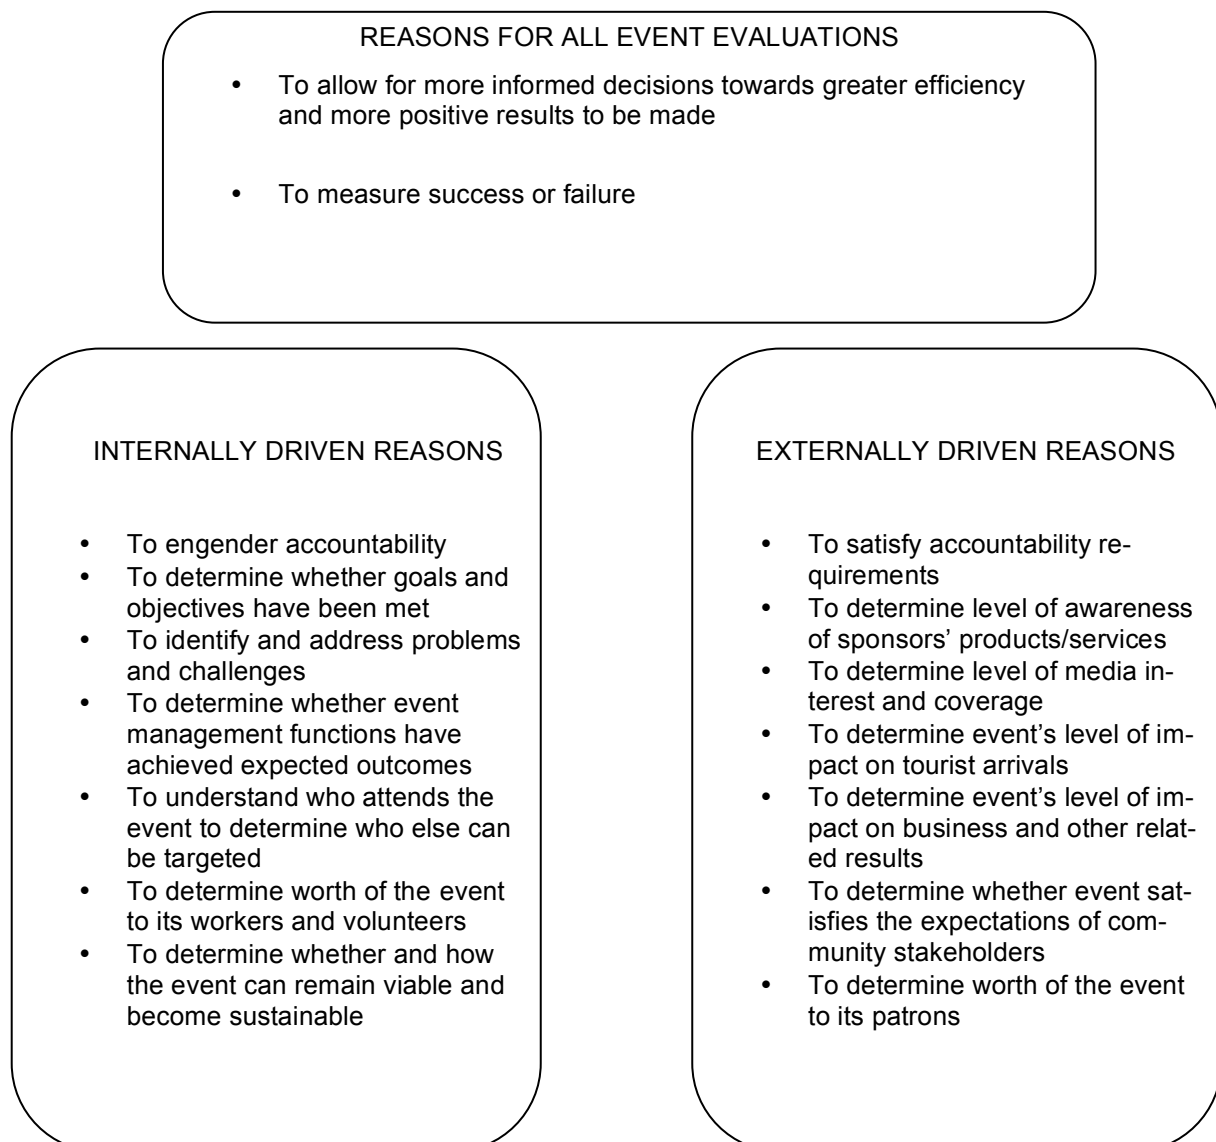 REASONS FOR ALL EVENT EVALUATIONS
• To allow for more informed decisions towards greater efficiency
and more positive results to be made
• To measure success or failure
INTERNALLY DRIVEN REASONS
• To engender accountability
• To determine whether goals and
objectives have been met
• To identify and address problems
and challenges
• To determine whether event
management functions have
achieved expected outcomes
• To understand who attends the
event to determine who else can
be targeted
• To determine worth of the event
to its workers and volunteers
• To determine whether and how
the event can remain viable and
become sustainable
EXTERNALLY DRIVEN REASONS
• To satisfy accountability re-
quirements
• To determine level of awareness
of sponsors’ products/services
• To determine level of media in-
terest and coverage
• To determine event’s level of im-
pact on tourist arrivals
• To determine event’s level of im-
pact on business and other relat-
ed results
• To determine whether event sat-
isfies the expectations of com-
munity stakeholders
• To determine worth of the event
to its patrons